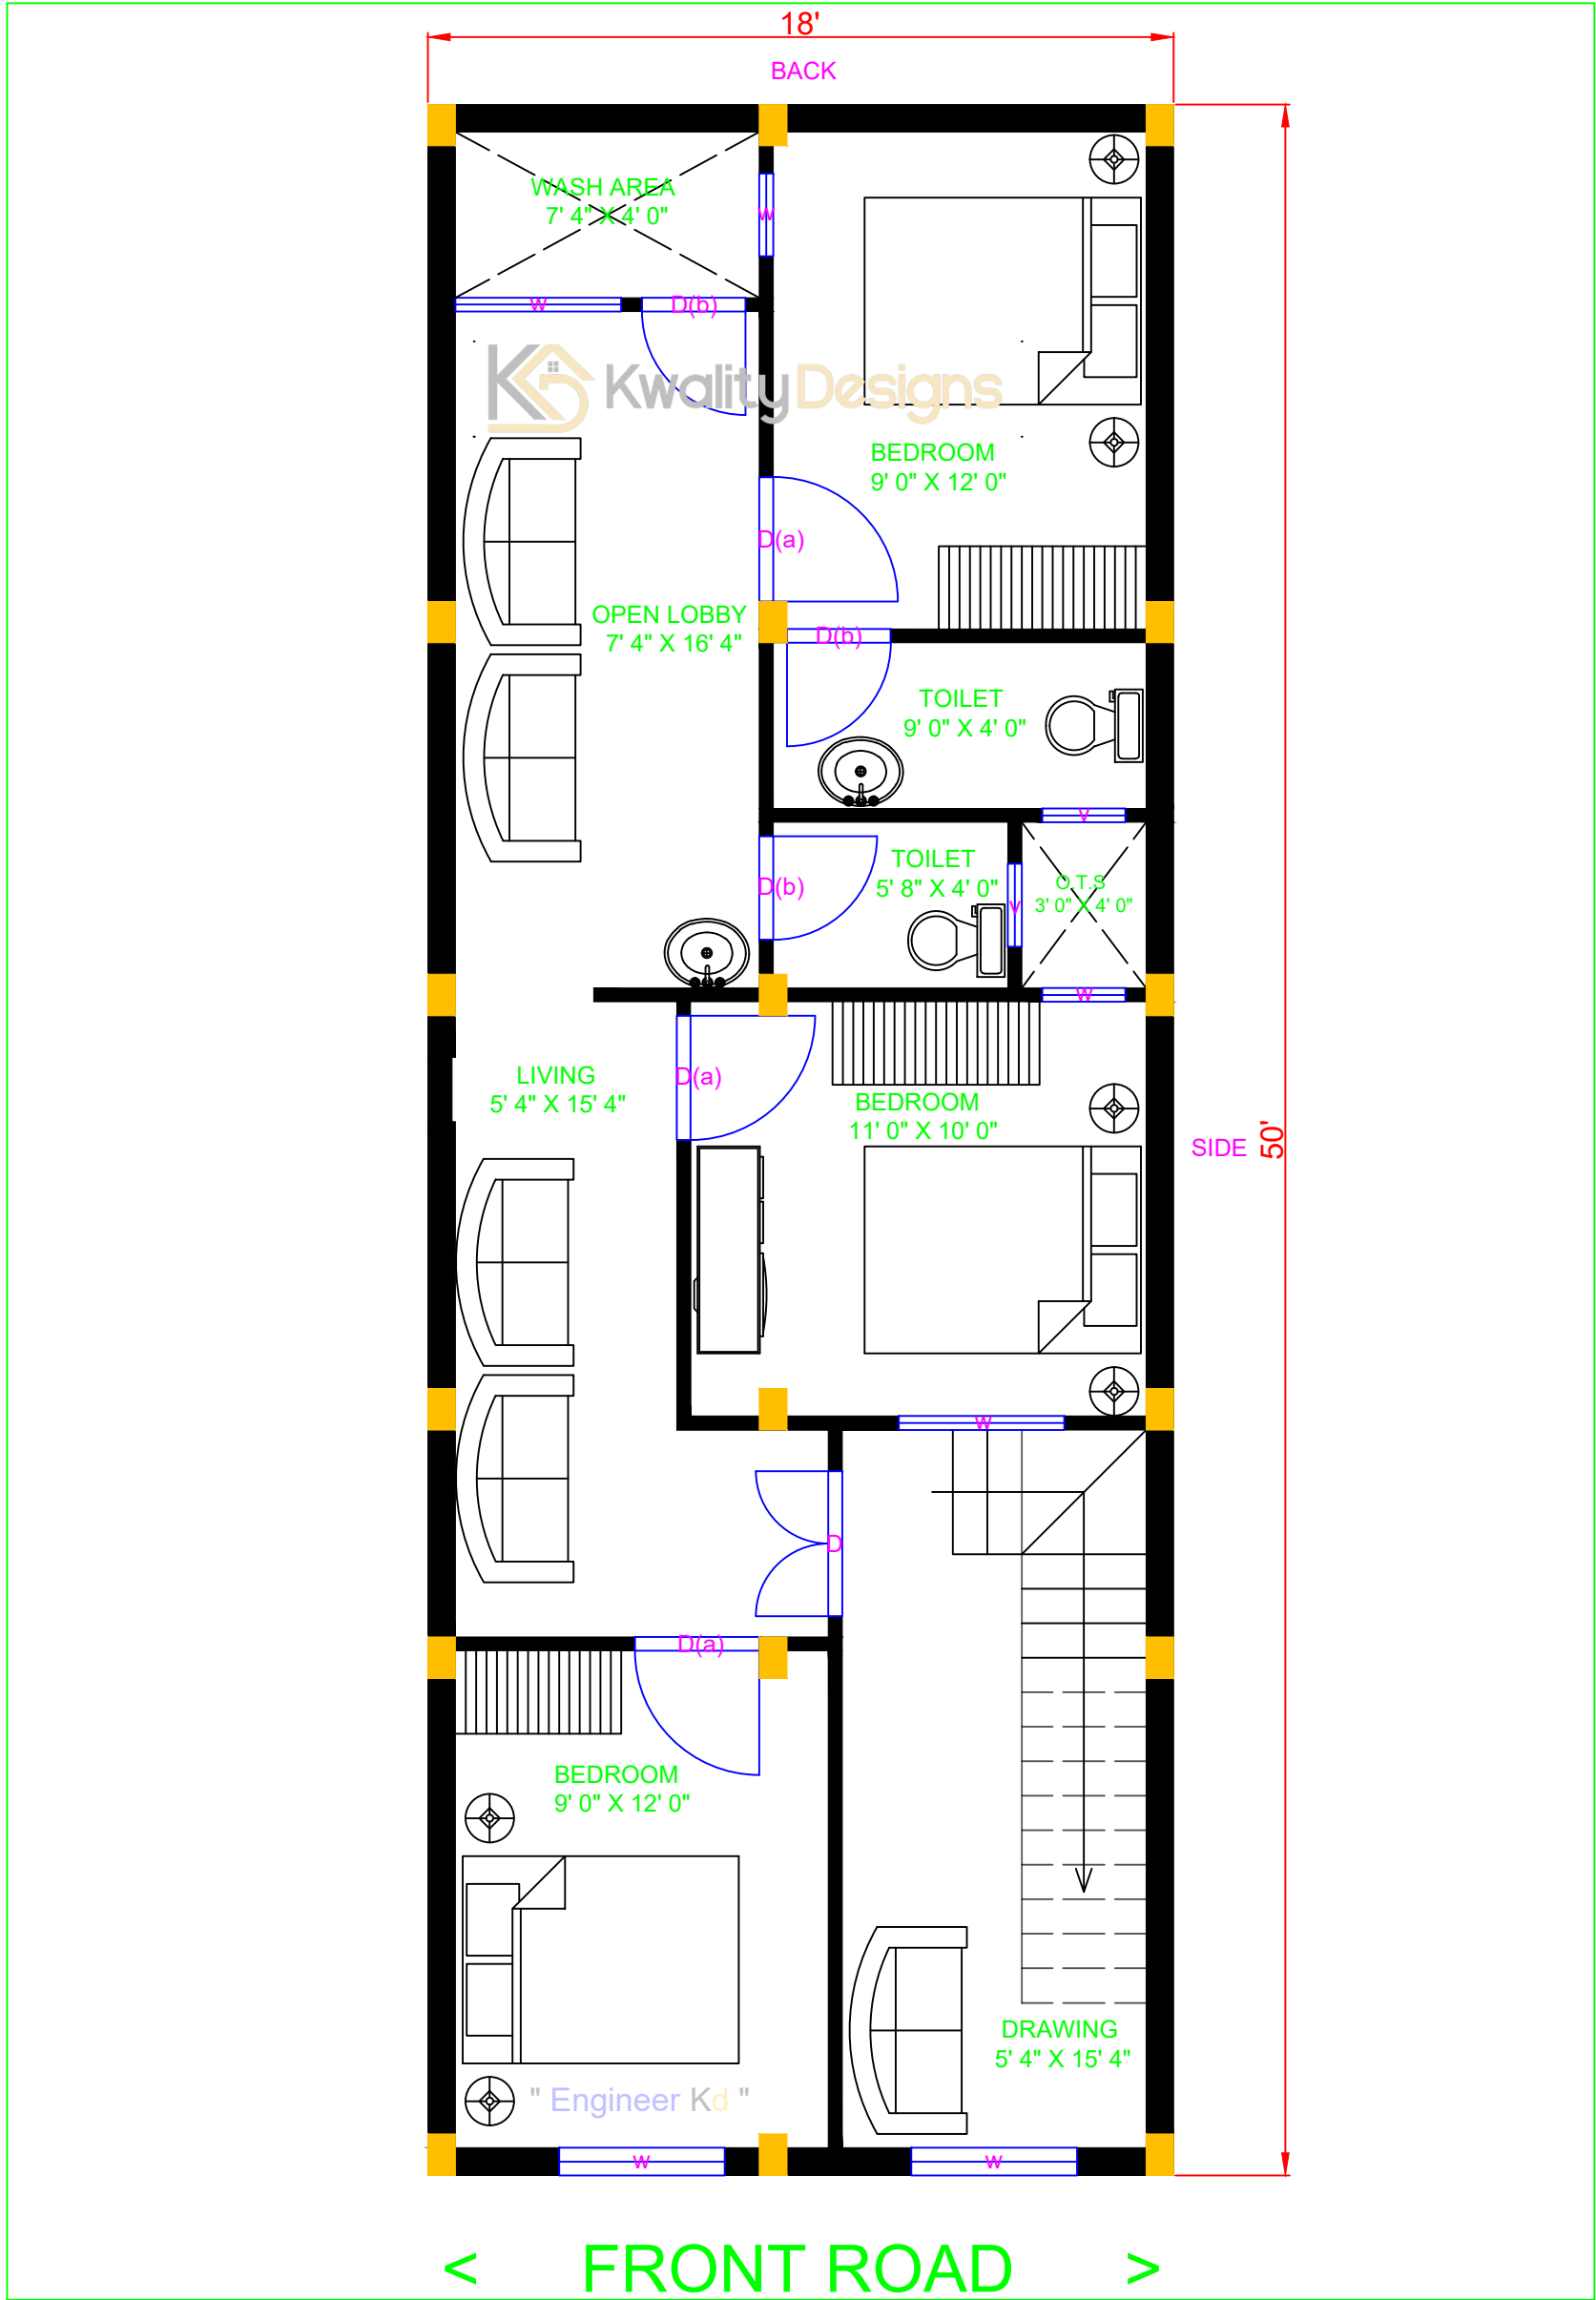 18'
BACK
WASH AREA
7' 4" X 4' 0"
W
W
D(b)
KwalityDesigns
BEDROOM
9' 0" X 12' 0"
D(a)
OPEN LOBBY
7' 4" X 16' 4"
D(b)
TOILET
9' 0" X 4' 0"
V
TOILET
5' 8" X 4' 0"
D(b)
V
O.T.S
3' 0" X 4' 0"
W
LIVING
5' 4" X 15' 4"
D(a)
BEDROOM
11' 0" X 10' 0"
SIDE
50'
W
D
D(a)
BEDROOM
9' 0" X 12' 0"
DRAWING
5' 4" X 15' 4"
" Engineer Kd "
W
W
< FRONT ROAD >